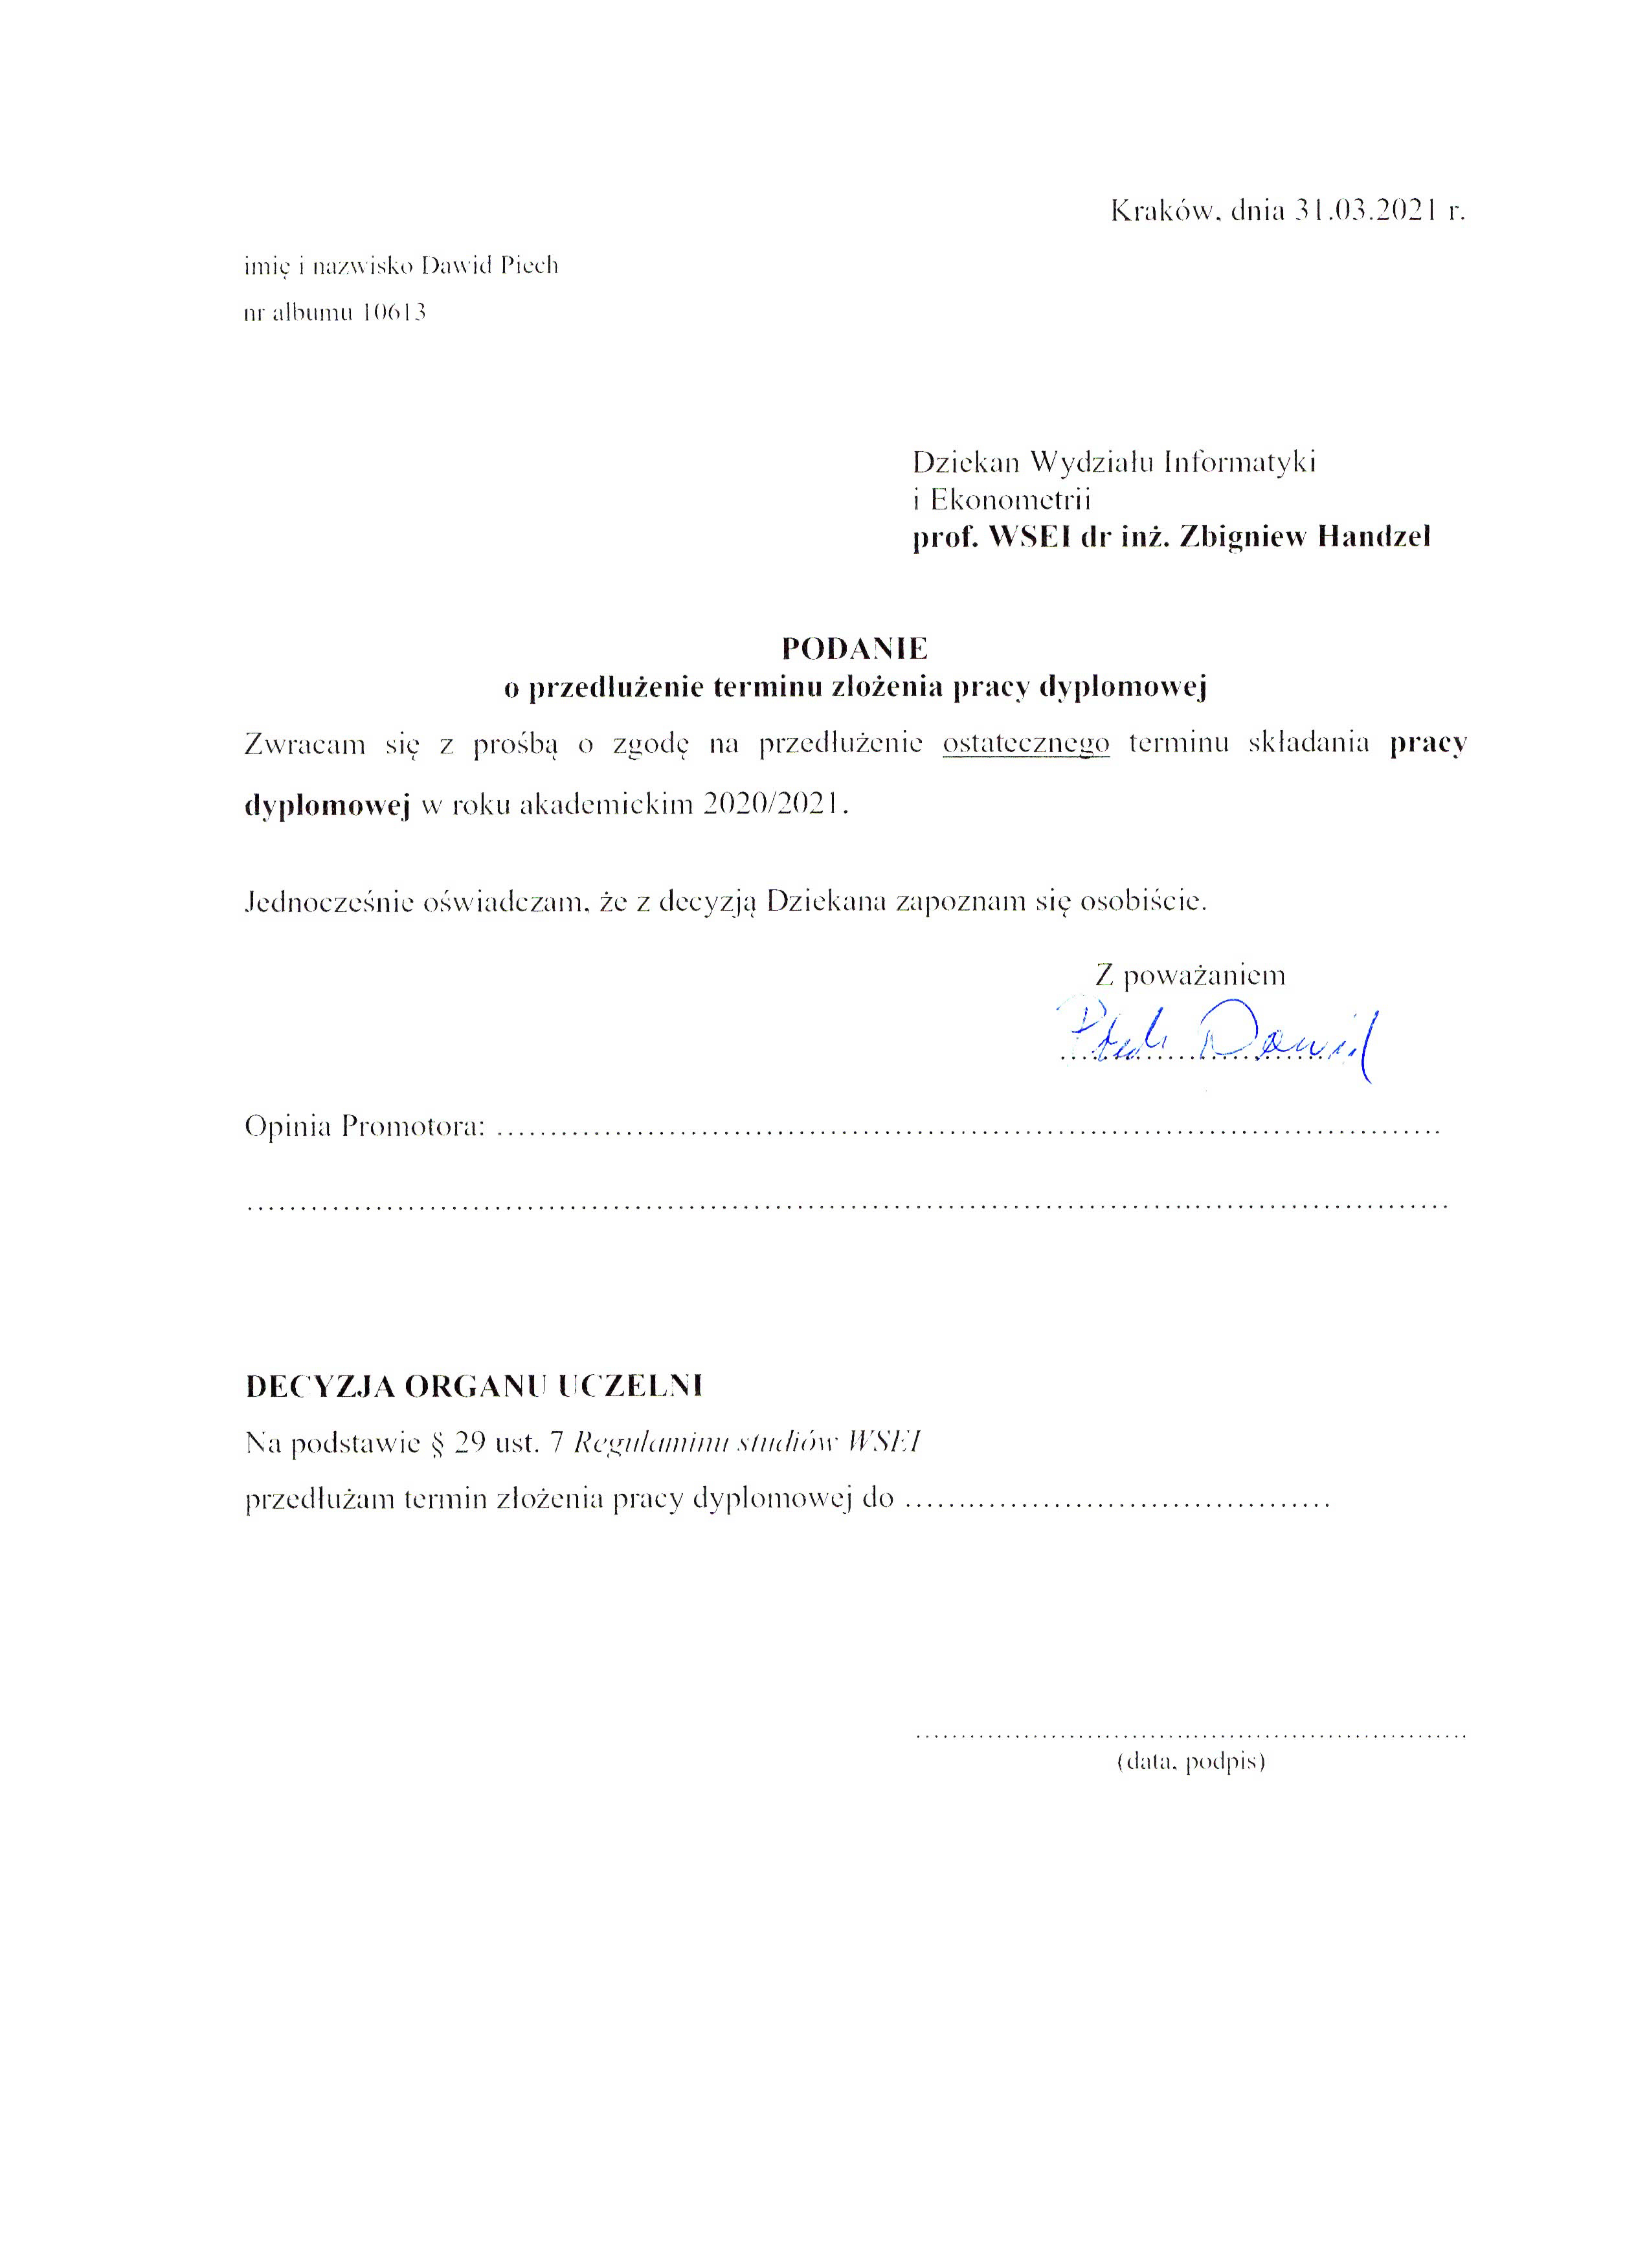 Kraków, dnia 31.03.2021 r.
imię i nazwisko Dawid Piech
nr albumu 10613
Dziekan Wydziału Informatyki
i Ekonometrii
prof. WSEI dr inż. Zbigniew Handzel
PODANIE
o przedłużenie terminu złożenia pracy dyplomowej
Zwracam się z prośbą o zgodę na przedłużenie ostatecznego terminu składania pracy
dyplomowej w roku akademickim 2020/2021.
Jednocześnie oświadczam, że z decyzją Dziekana zapoznam się osobiście.
Z poważaniem
Piech Dawid
Opinia Promotora: ........................................................................................
................................................................................................................
DECYZJA ORGANU UCZELNI
Na podstawie § 29 ust. 7 Regulaminu studiów WSEI
przedłużam termin złożenia pracy dyplomowej do ........................................
.............................................................
(data, podpis)